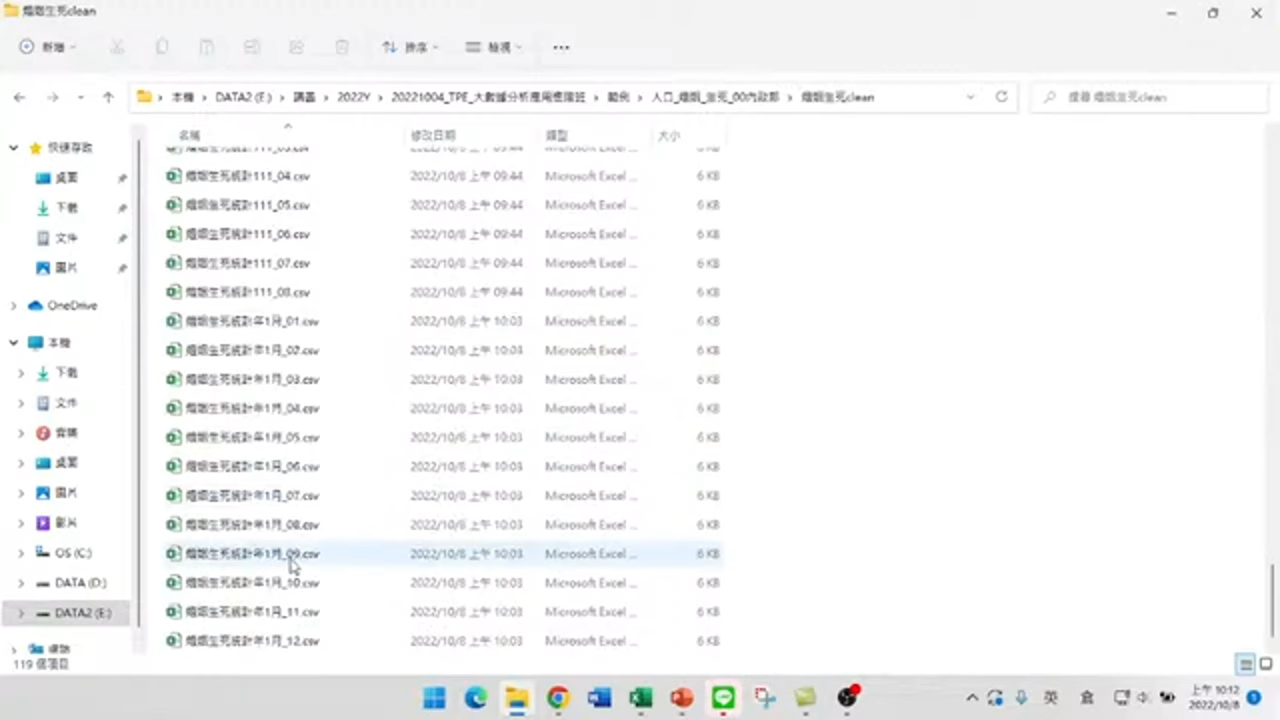 婚姻生死clean
新增
排序
檢視
本機 > DATA2 (E:) > 講義 > 2022Y > 20221004_TPE_大數據分析應用標竿班 > 範例 > 人口_婚姻_生死_00內政部 > 婚姻生死clean
搜尋 婚姻生死clean
名稱 修改日期 類型 大小
快速存取
桌面
下載
文件
圖片
OneDrive
本機
下載
文件
音樂
桌面
圖片
影片
OS (C:)
DATA (D:)
DATA2 (E:)
網路
婚姻生死統計111_04.csv 2022/10/8 上午 09:44 Microsoft Excel ... 6 KB
婚姻生死統計111_05.csv 2022/10/8 上午 09:44 Microsoft Excel ... 6 KB
婚姻生死統計111_06.csv 2022/10/8 上午 09:44 Microsoft Excel ... 6 KB
婚姻生死統計111_07.csv 2022/10/8 上午 09:44 Microsoft Excel ... 6 KB
婚姻生死統計111_08.csv 2022/10/8 上午 09:44 Microsoft Excel ... 6 KB
婚姻生死統計年1月_01.csv 2022/10/8 上午 10:03 Microsoft Excel ... 6 KB
婚姻生死統計年1月_02.csv 2022/10/8 上午 10:03 Microsoft Excel ... 6 KB
婚姻生死統計年1月_03.csv 2022/10/8 上午 10:03 Microsoft Excel ... 6 KB
婚姻生死統計年1月_04.csv 2022/10/8 上午 10:03 Microsoft Excel ... 6 KB
婚姻生死統計年1月_05.csv 2022/10/8 上午 10:03 Microsoft Excel ... 6 KB
婚姻生死統計年1月_06.csv 2022/10/8 上午 10:03 Microsoft Excel ... 6 KB
婚姻生死統計年1月_07.csv 2022/10/8 上午 10:03 Microsoft Excel ... 6 KB
婚姻生死統計年1月_08.csv 2022/10/8 上午 10:03 Microsoft Excel ... 6 KB
婚姻生死統計年1月_09.csv 2022/10/8 上午 10:03 Microsoft Excel ... 6 KB
婚姻生死統計年1月_10.csv 2022/10/8 上午 10:03 Microsoft Excel ... 6 KB
婚姻生死統計年1月_11.csv 2022/10/8 上午 10:03 Microsoft Excel ... 6 KB
婚姻生死統計年1月_12.csv 2022/10/8 上午 10:03 Microsoft Excel ... 6 KB
119 個項目
英
上午 10:12
2022/10/8